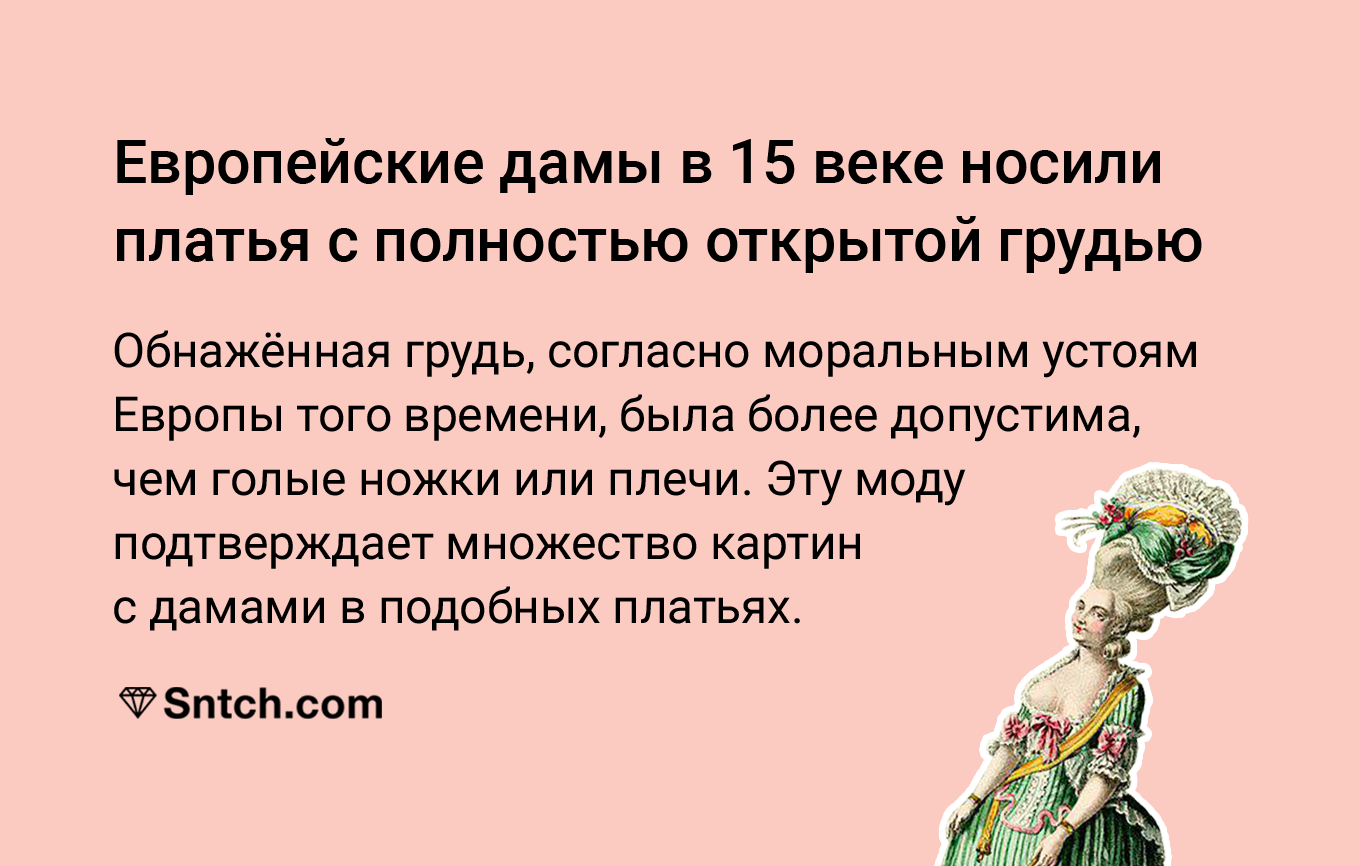 Европейские дамы в 15 веке носили
платья с полностью открытой грудью
Обнажённая грудь, согласно моральным устоям
Европы того времени, была более допустима,
чем голые ножки или плечи. Эту моду
подтверждает множество картин
с дамами в подобных платьях.
Sntch.com